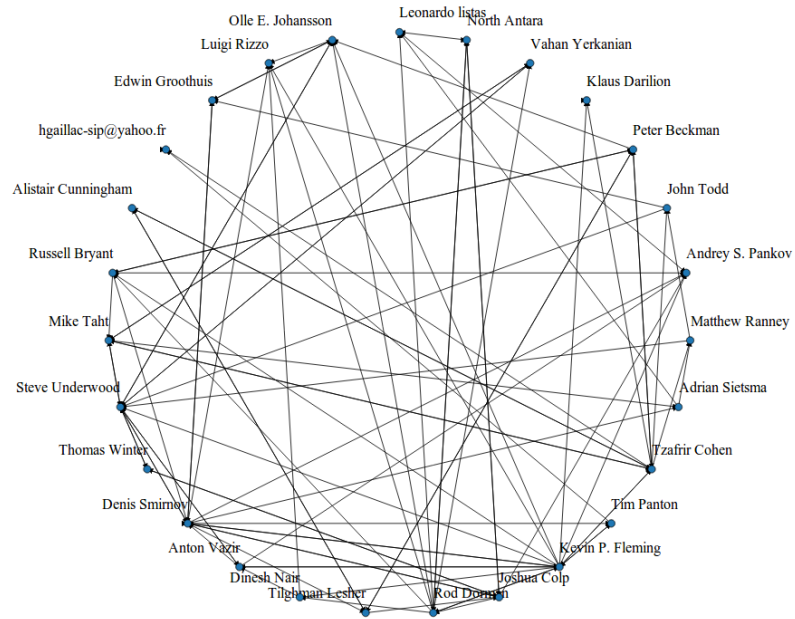 Leonardo listas
Olle E. Johansson
North Antara
Luigi Rizzo
Vahan Yerkanian
Edwin Groothuis
Klaus Darilion
hgaillac-sip@yahoo.fr
Peter Beckman
Alistair Cunningham
John Todd
Russell Bryant
Andrey S. Pankov
Mike Taht
Matthew Ranney
Steve Underwood
Adrian Sietsma
Thomas Winter
Tzafrir Cohen
Denis Smirnov
Tim Panton
Anton Vazir
Kevin P. Fleming
Dinesh Nair
Joshua Colp
Tilghman Lesher
Rod Dorman